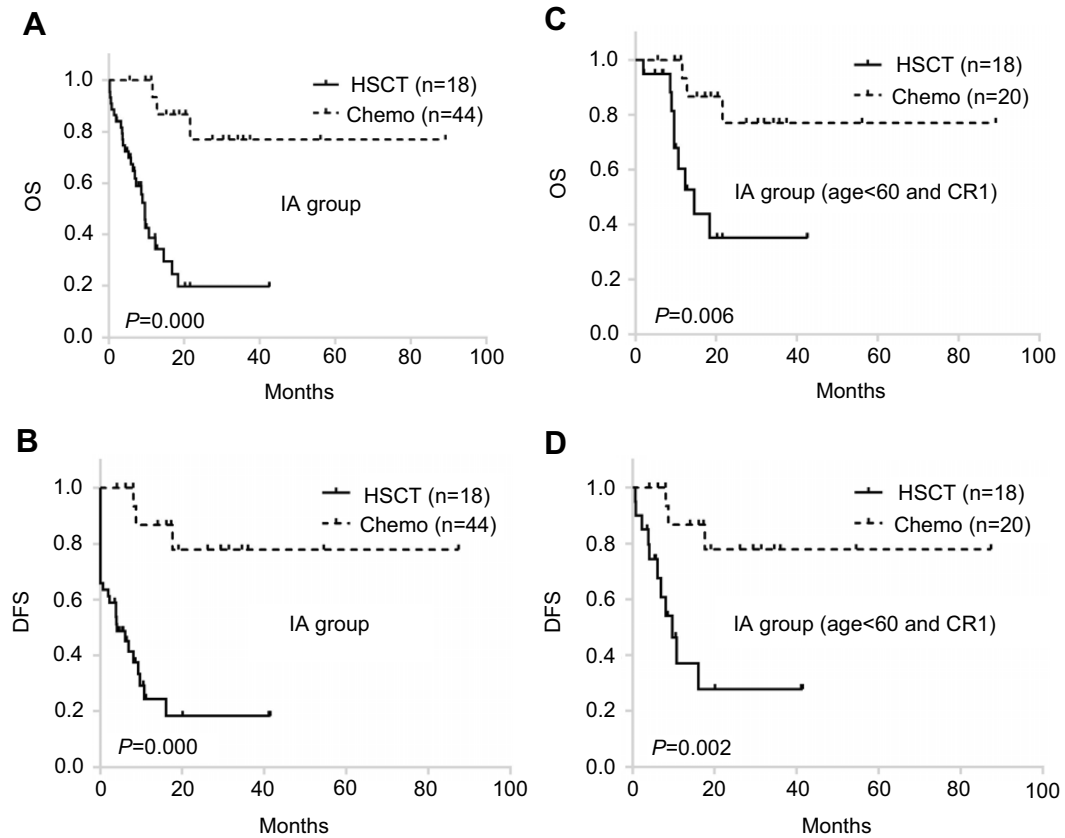 A
1.0
0.8
0.6
0.4
0.2
0.0
OS
HSCT (n=18)
Chemo (n=44)
IA group
P=0.000
0 20 40 60 80 100
Months
C
1.0
0.8
0.6
0.4
0.2
0.0
OS
HSCT (n=18)
Chemo (n=20)
IA group (age<60 and CR1)
P=0.006
0 20 40 60 80 100
Months
B
1.0
0.8
0.6
0.4
0.2
0.0
DFS
HSCT (n=18)
Chemo (n=44)
IA group
P=0.000
0 20 40 60 80 100
Months
D
1.0
0.8
0.6
0.4
0.2
0.0
DFS
HSCT (n=18)
Chemo (n=20)
IA group (age<60 and CR1)
P=0.002
0 20 40 60 80 100
Months